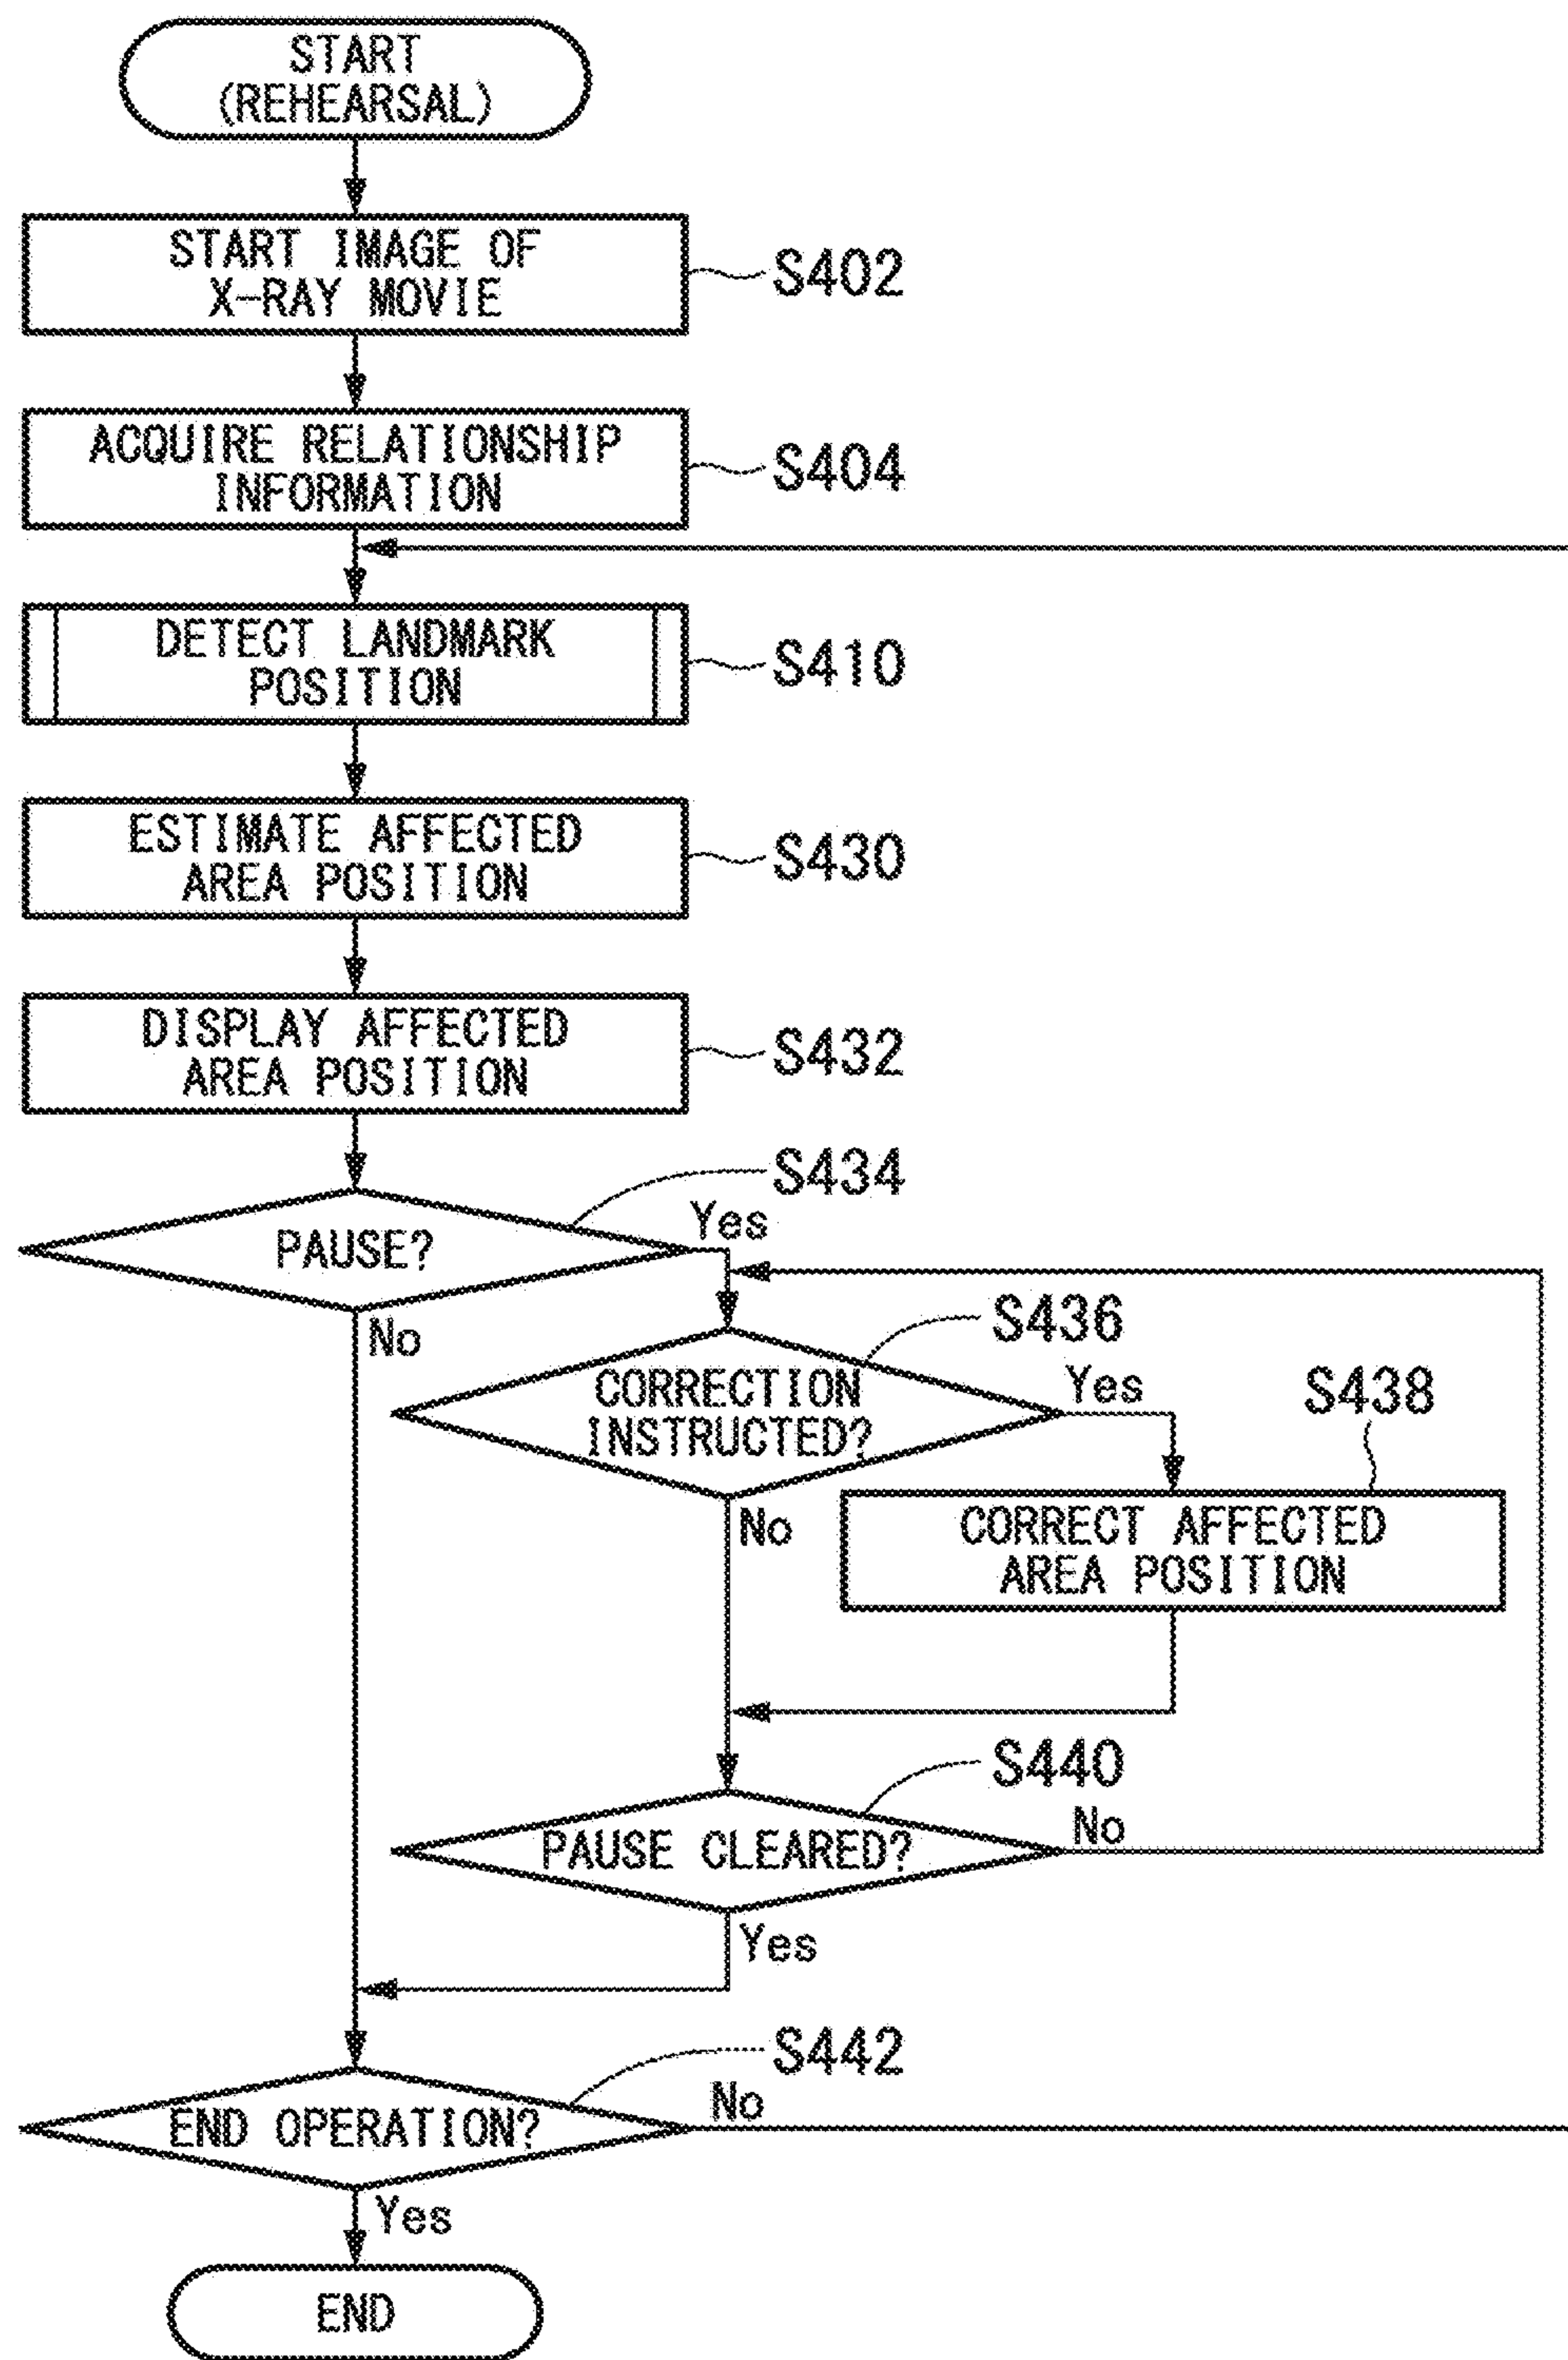 START
(REHEARSAL)
START IMAGE OF
X-RAY MOVIE
S402
ACQUIRE RELATIONSHIP
INFORMATION
S404
DETECT LANDMARK
POSITION
S410
ESTIMATE AFFECTED
AREA POSITION
S430
DISPLAY AFFECTED
AREA POSITION
S432
S434
PAUSE?
Yes
No
S436
CORRECTION
INSTRUCTED?
Yes
No
S438
CORRECT AFFECTED
AREA POSITION
S440
PAUSE CLEARED?
No
Yes
S442
END OPERATION?
No
Yes
END